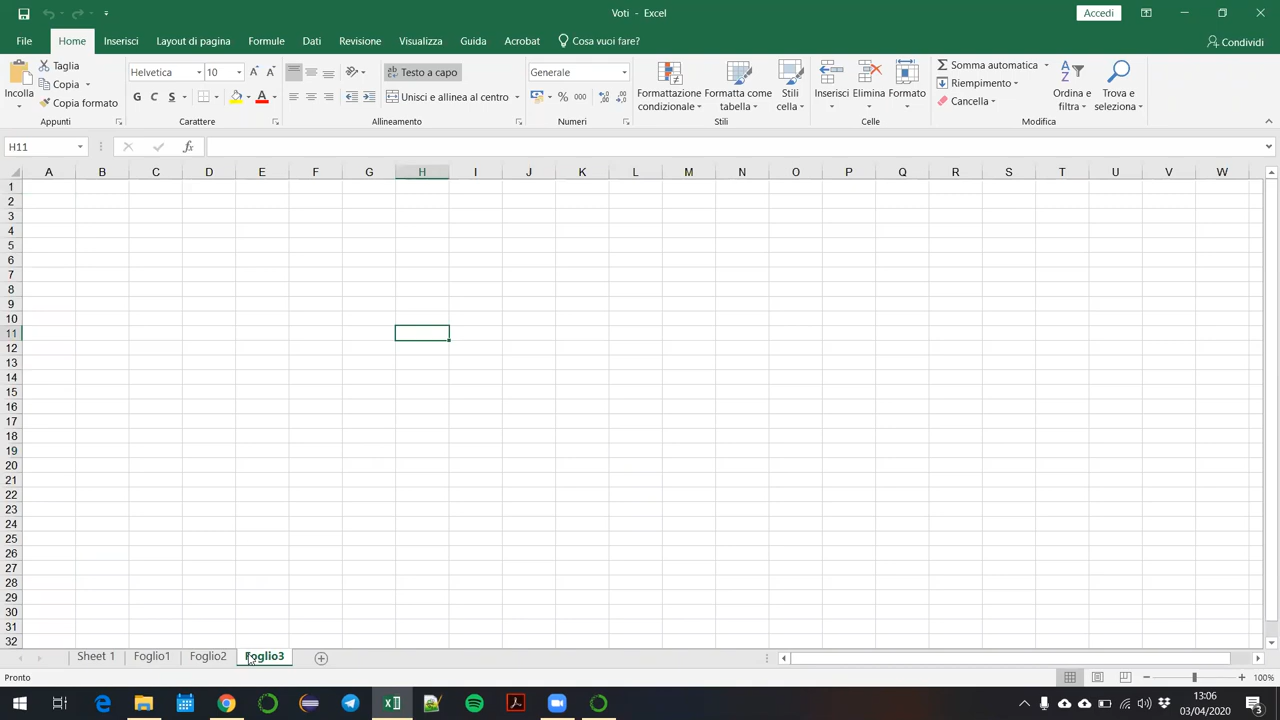 Voti - Excel
Accedi
File Home Inserisci Layout di pagina Formule Dati Revisione Visualizza Guida Acrobat Cosa vuoi fare? Condividi
Incolla
Taglia
Copia
Copia formato
Appunti
Helvetica 10
G C S
Carattere
Testo a capo
Unisci e allinea al centro
Allineamento
Generale
% 000
Numeri
Formattazione condizionale
Formatta come tabella
Stili cella
Stili
Inserisci Elimina Formato
Celle
Somma automatica
Riempimento
Cancella
Ordina e filtra
Trova e seleziona
Modifica
H11
fx
A B C D E F G H I J K L M N O P Q R S T U V W
1
2
3
4
5
6
7
8
9
10
11
12
13
14
15
16
17
18
19
20
21
22
23
24
25
26
27
28
29
30
31
32
Sheet 1 Foglio1 Foglio2 Foglio3
Pronto
100%
13:06
03/04/2020
3